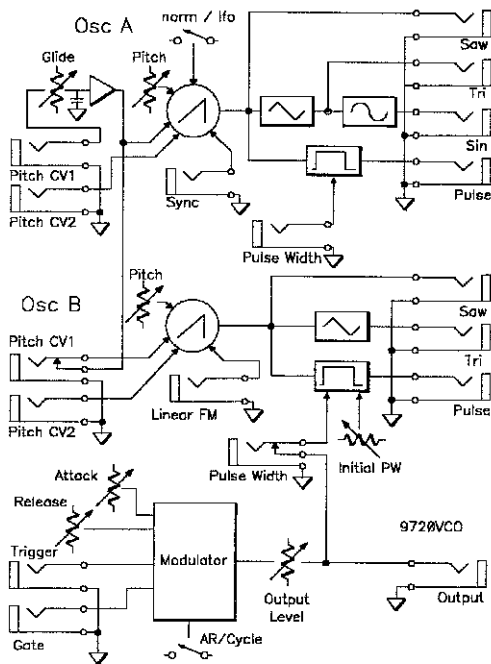 norm / lfo
Osc A
Glide
Pitch
Saw
Tri
Sin
Pulse
Pitch CV1
Pitch CV2
Sync
Pulse Width
Osc B
Pitch
Pitch CV1
Saw
Tri
Pulse
Pitch CV2
Linear FM
Pulse Width
Initial PW
Attack
Release
9720VCO
Trigger
Modulator
Output
Level
Output
Gate
AR/Cycle